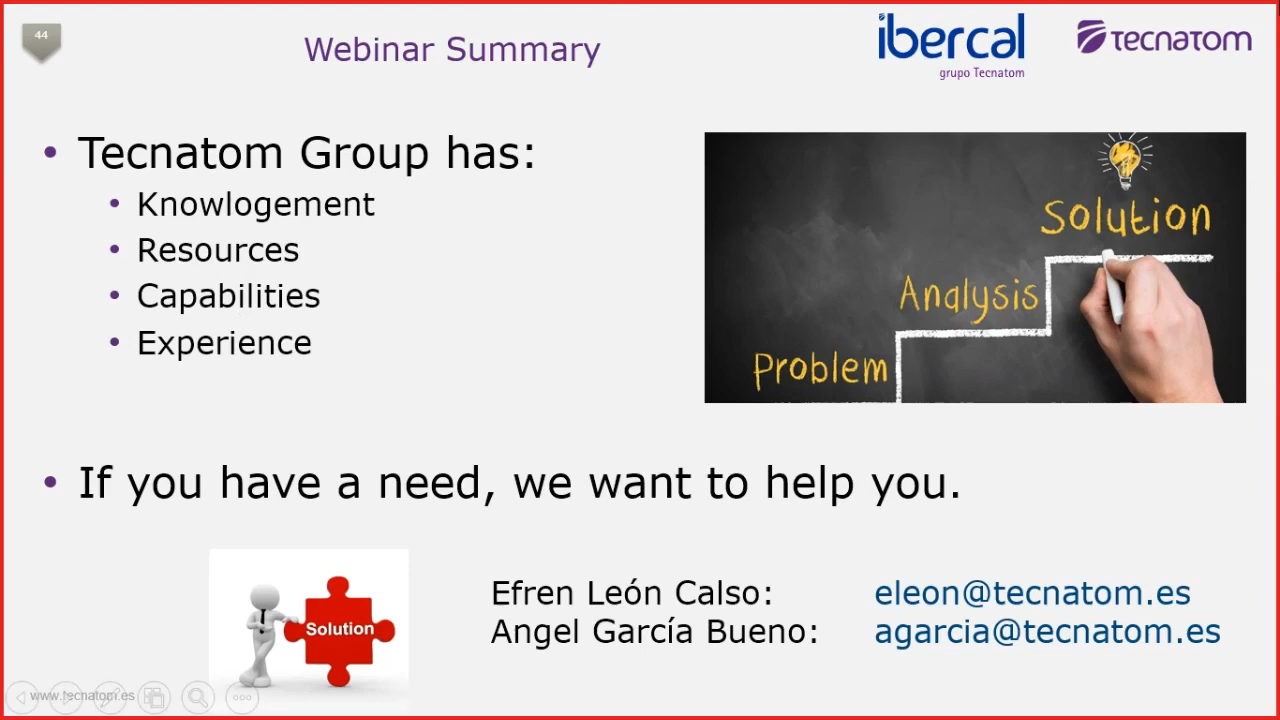 44
Webinar Summary
ibercal
grupo Tecnatom
Tecnatom
• Tecnatom Group has:
• Knowlogement
• Resources
• Capabilities
• Experience
Solution
Analysis
Problem
• If you have a need, we want to help you.
Solution
Efren León Calso: eleon@tecnatom.es
Angel García Bueno: agarcia@tecnatom.es
www.tecnatom.es